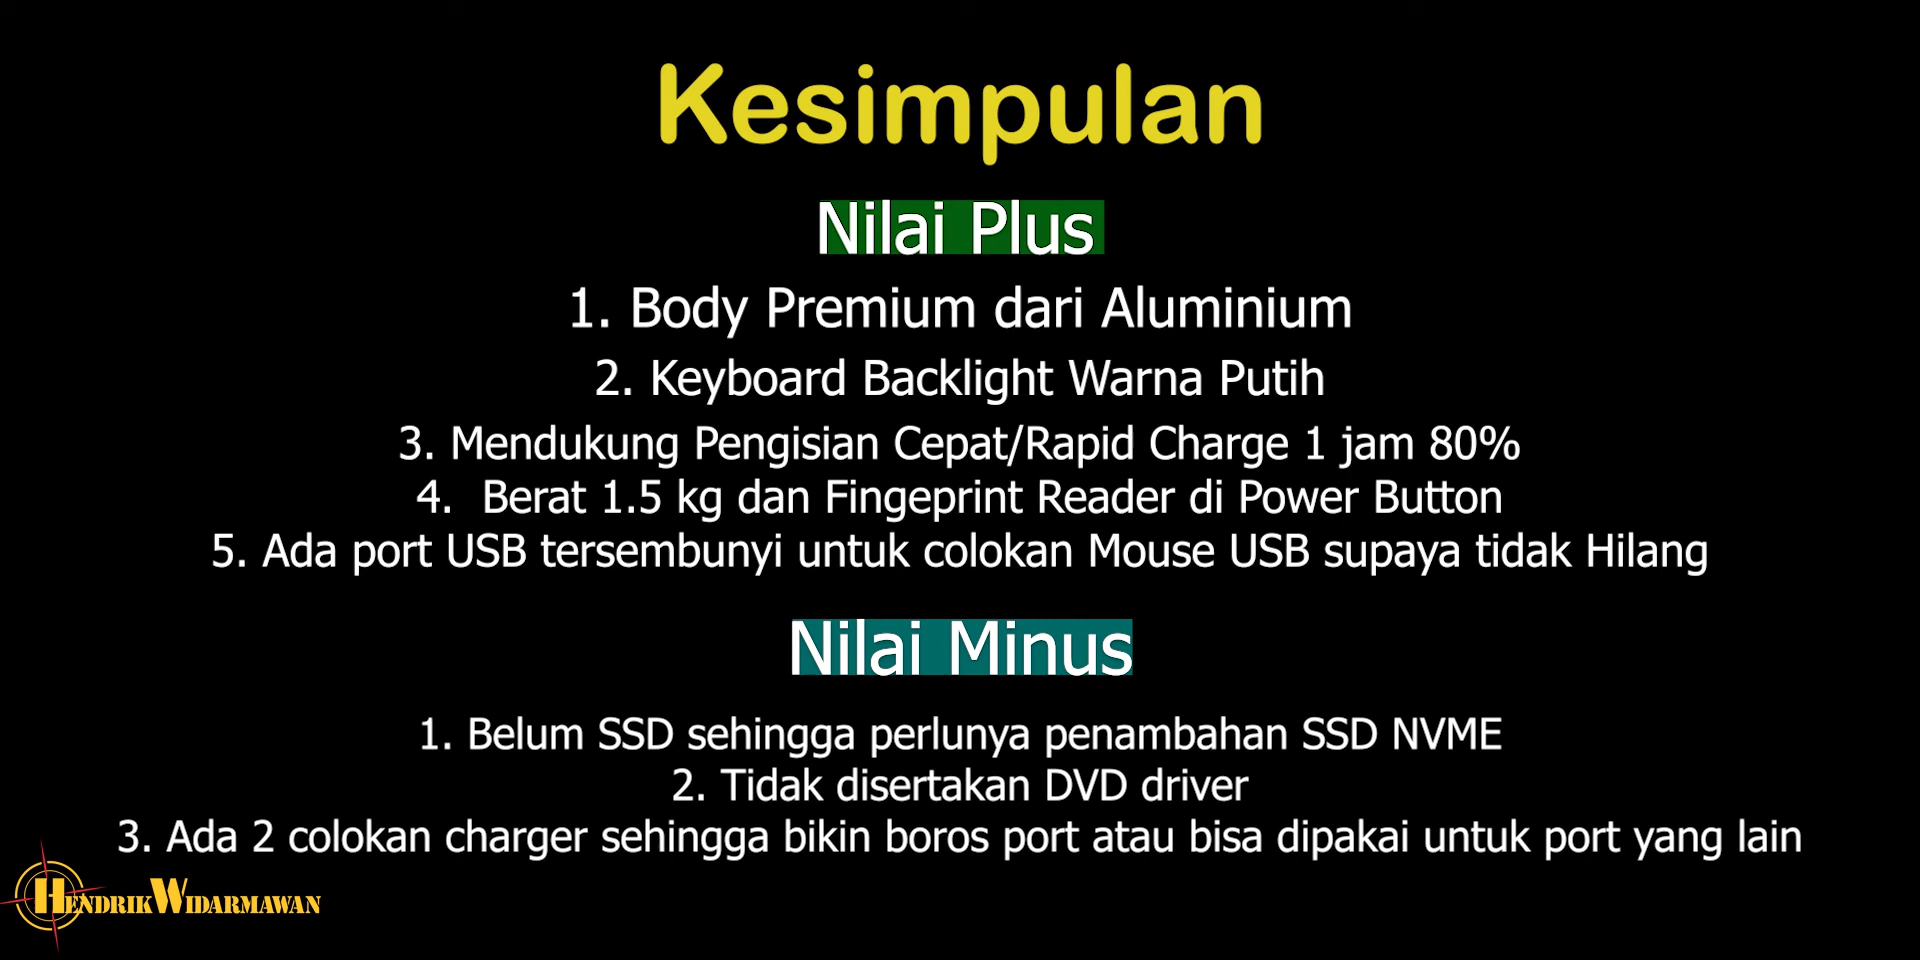 Kesimpulan
Nilai Plus
1. Body Premium dari Aluminium
2. Keyboard Backlight Warna Putih
3. Mendukung Pengisian Cepat/Rapid Charge 1 jam 80%
4.  Berat 1.5 kg dan Fingeprint Reader di Power Button
5. Ada port USB tersembunyi untuk colokan Mouse USB supaya tidak Hilang
Nilai Minus
1. Belum SSD sehingga perlunya penambahan SSD NVME
2. Tidak disertakan DVD driver
3. Ada 2 colokan charger sehingga bikin boros port atau bisa dipakai untuk port yang lain
HENDRIKWIDARMAWAN